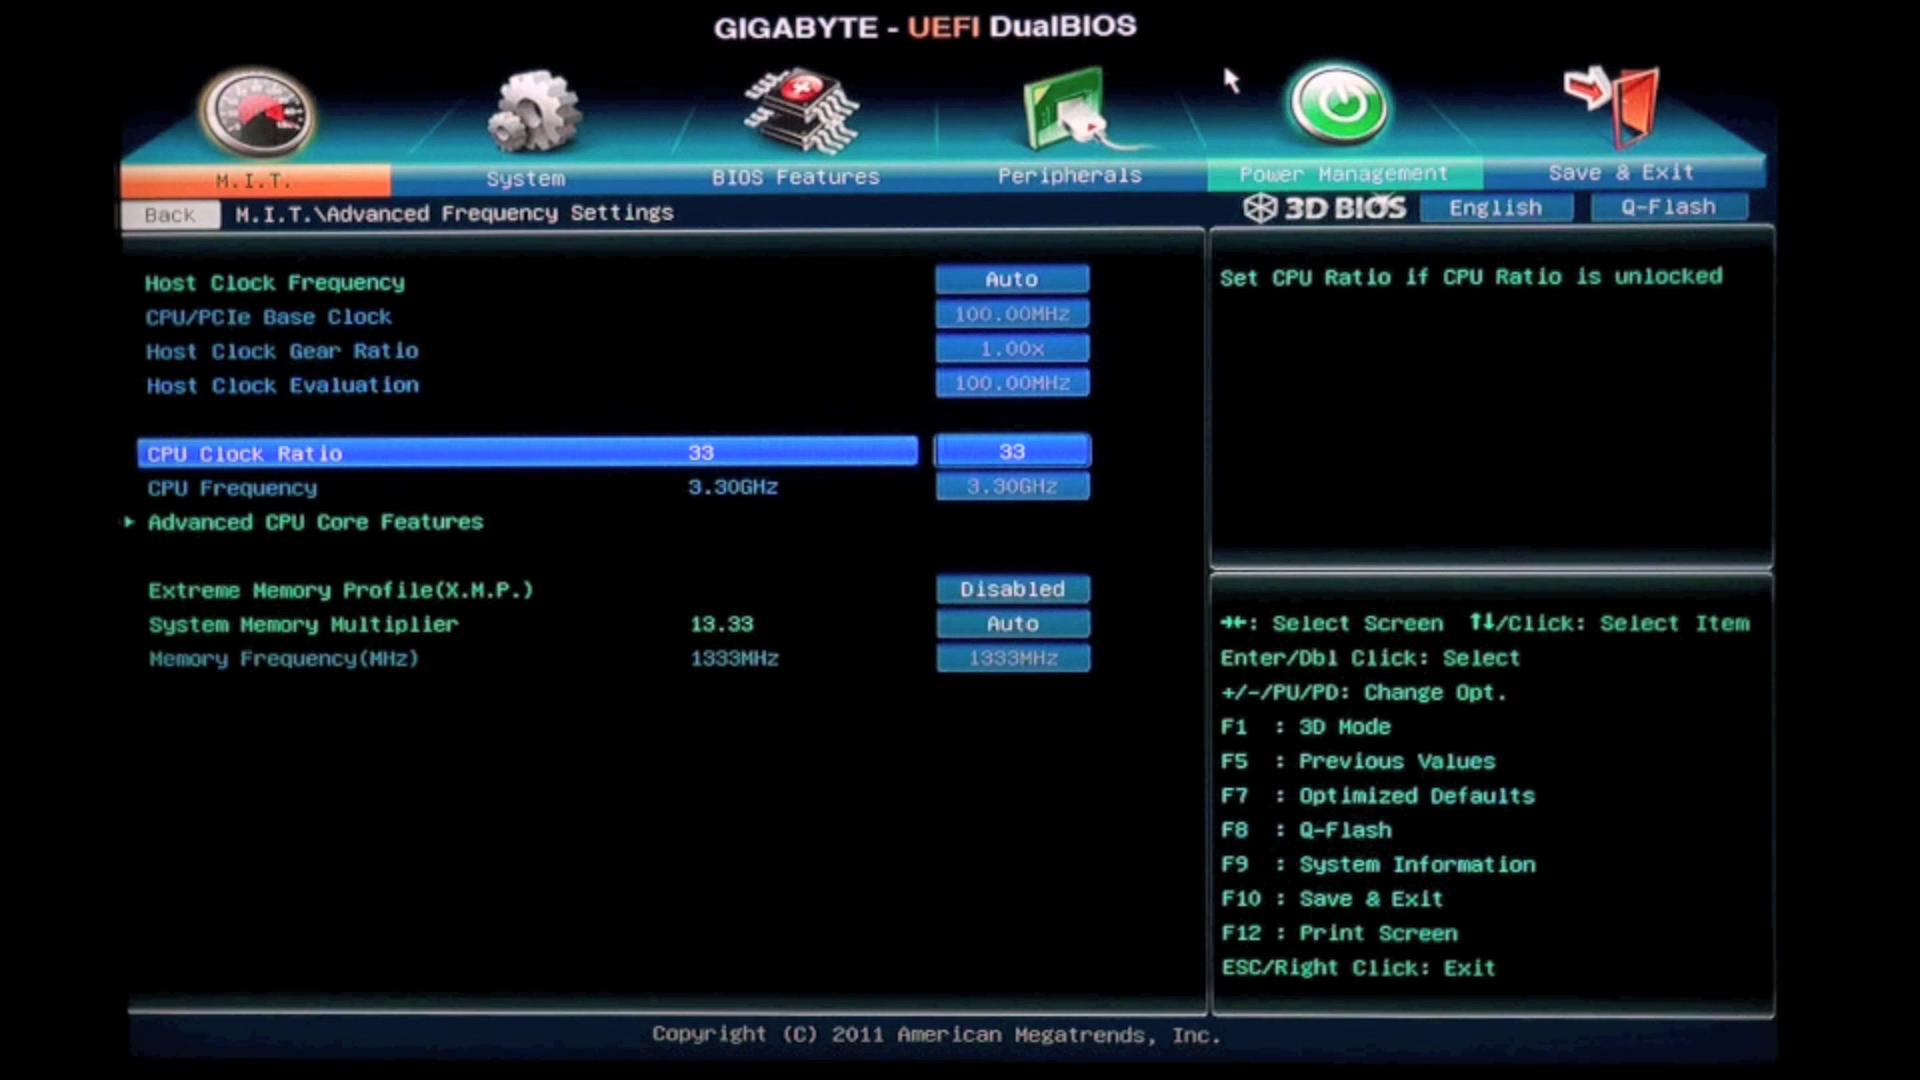 GIGABYTE - UEFI DualBIOS
M.I.T. System BIOS Features Peripherals Power Management Save & Exit
Back M.I.T.\Advanced Frequency Settings 3D BIOS English Q-Flash
Host Clock Frequency Auto
CPU/PCIe Base Clock 100.00MHz
Host Clock Gear Ratio 1.00x
Host Clock Evaluation 100.00MHz
CPU Clock Ratio 33 33
CPU Frequency 3.30GHz 3.30GHz
Advanced CPU Core Features
Extreme Memory Profile(X.M.P.) Disabled
System Memory Multiplier 13.33 Auto
Memory Frequency(MHz) 1333MHz 1333MHz
Set CPU Ratio if CPU Ratio is unlocked
→←: Select Screen ↑↓/Click: Select Item
Enter/Dbl Click: Select
+/-/PU/PD: Change Opt.
F1 : 3D Mode
F5 : Previous Values
F7 : Optimized Defaults
F8 : Q-Flash
F9 : System Information
F10 : Save & Exit
F12 : Print Screen
ESC/Right Click: Exit
Copyright (C) 2011 American Megatrends, Inc.